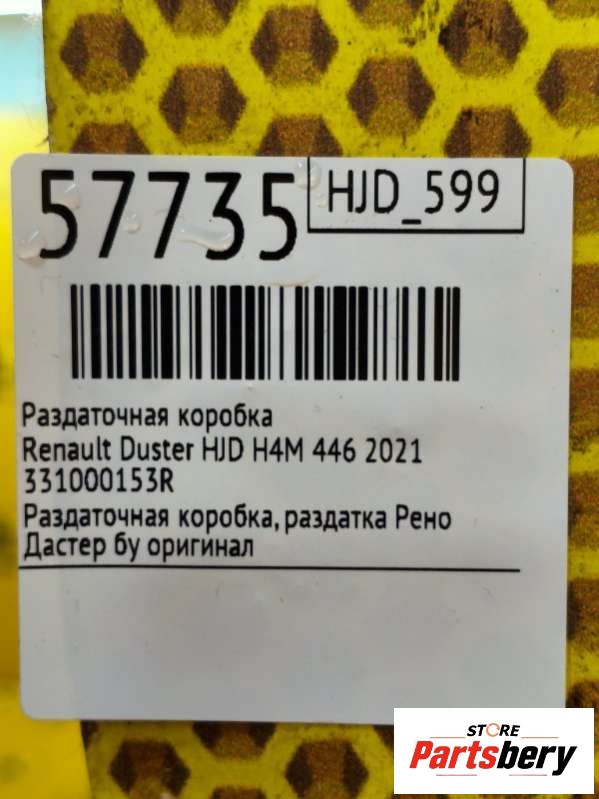 57735
HJD_599
Раздаточная коробка
Renault Duster HJD H4M 446 2021
331000153R
Раздаточная коробка, раздатка Рено
Дастер бу оригинал
STORE
Partsbery